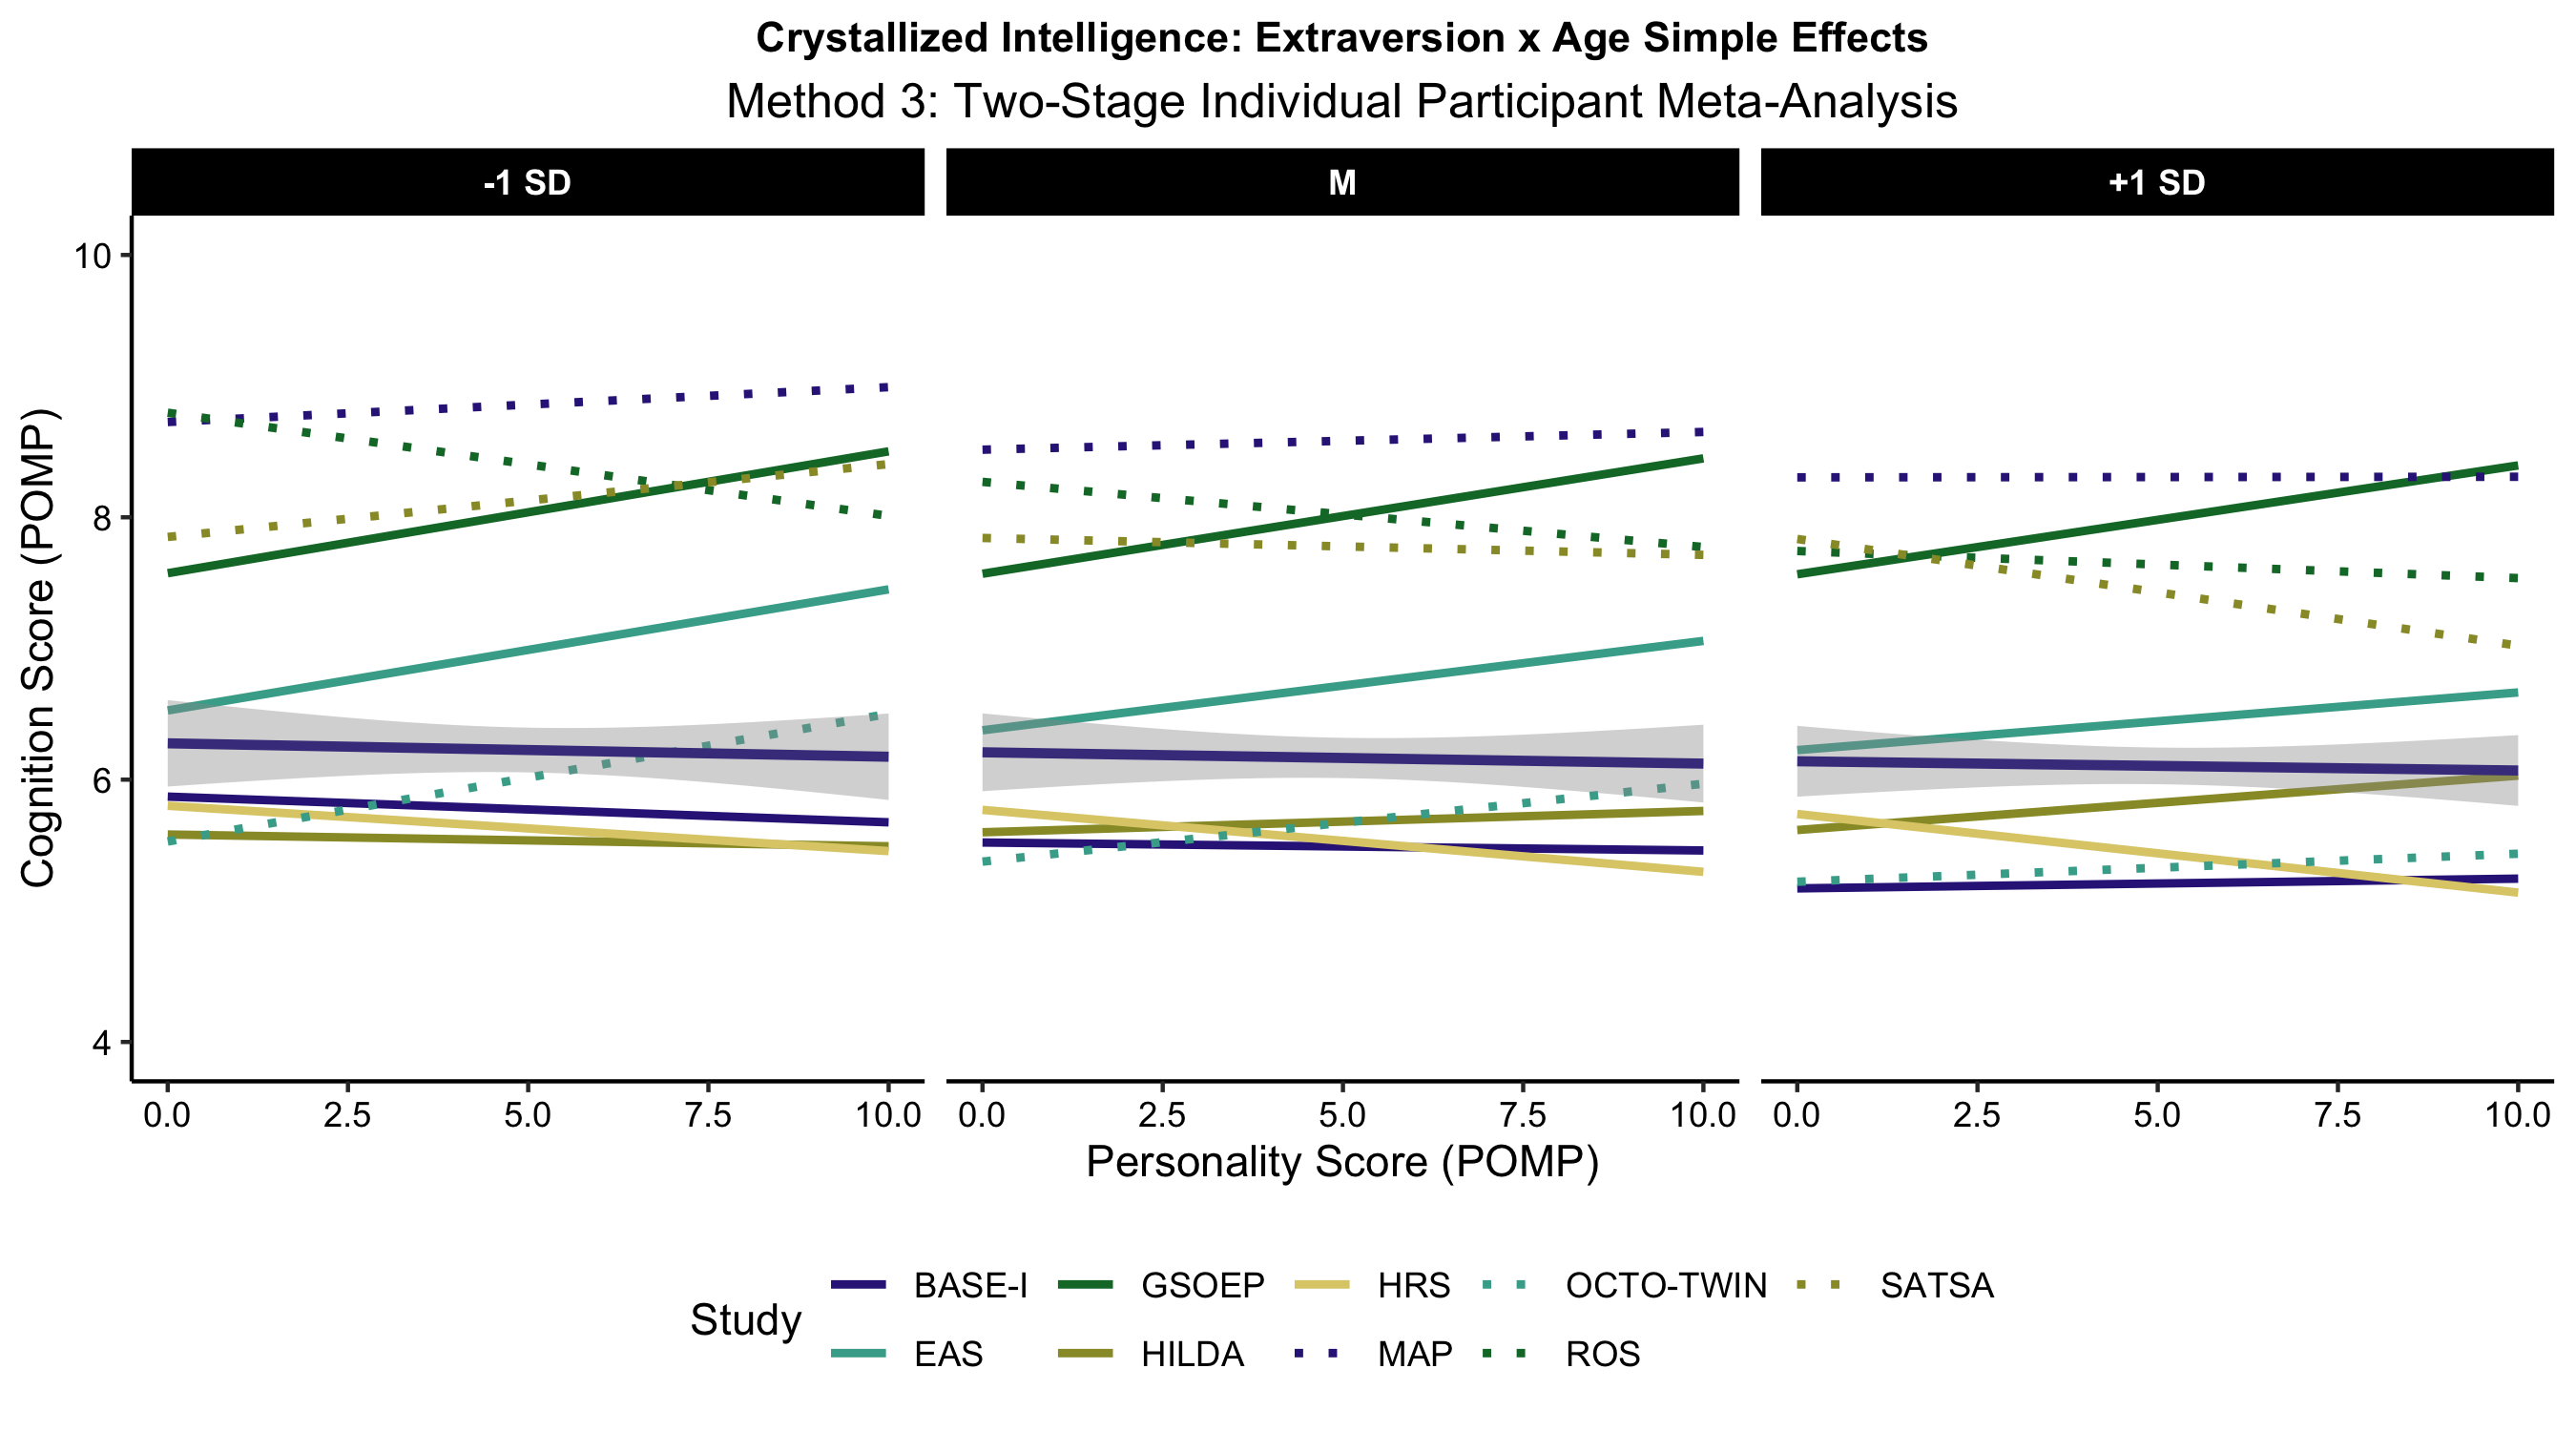 Crystallized Intelligence: Extraversion x Age Simple Effects
Method 3: Two-Stage Individual Participant Meta-Analysis
-1 SD
M
+1 SD
Cognition Score (POMP)
10
8
6
4
0.0 2.5 5.0 7.5 10.0
0.0 2.5 5.0 7.5 10.0
0.0 2.5 5.0 7.5 10.0
Personality Score (POMP)
Study
BASE-I GSOEP HRS OCTO-TWIN SATSA
EAS HILDA MAP ROS